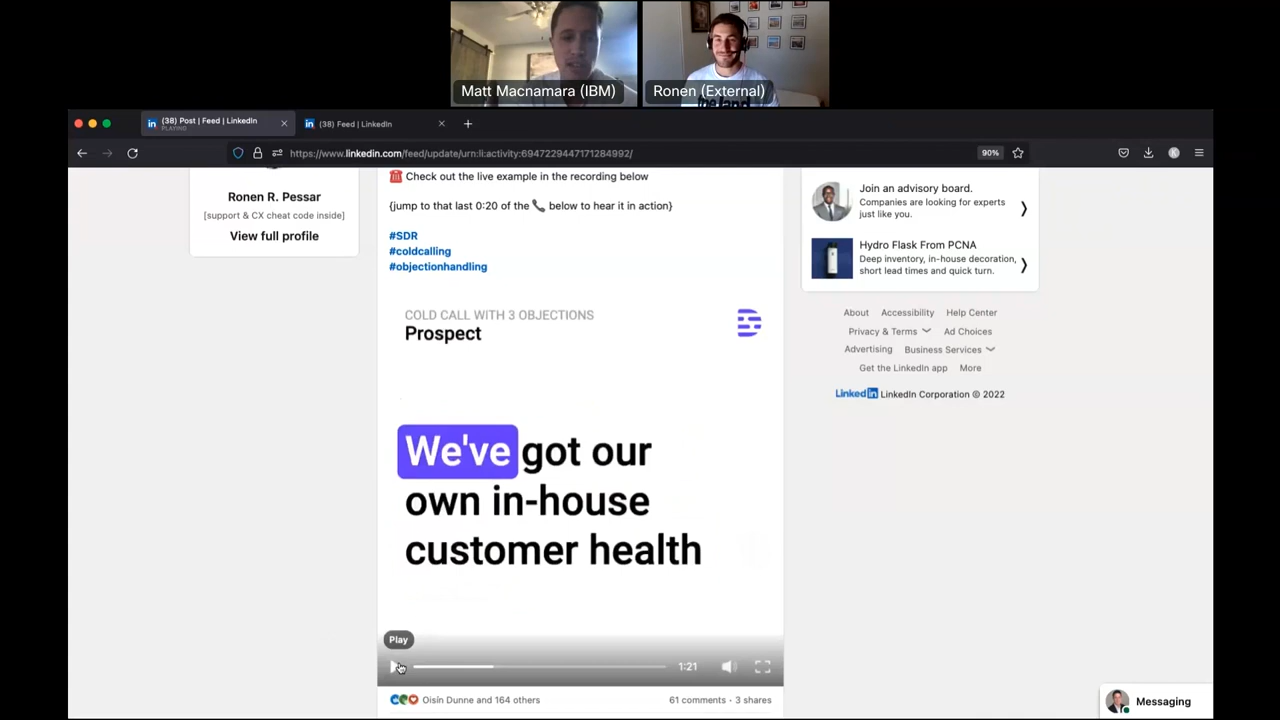 Matt Macnamara (IBM)
Ronen (External)
(38) Post | Feed | LinkedIn
PLAYING
(38) Feed | LinkedIn
https://www.linkedin.com/feed/update/urn:li:activity:6947229447171284992/
90%
Ronen R. Pessar
[support & CX cheat code inside]
View full profile
Check out the live example in the recording below
{jump to that last 0:20 of the 📞 below to hear it in action}
#SDR
#coldcalling
#objectionhandling
COLD CALL WITH 3 OBJECTIONS
Prospect
We've got our
own in-house
customer health
Play
1:21
Oisín Dunne and 164 others
61 comments · 3 shares
Join an advisory board.
Companies are looking for experts
just like you.
Hydro Flask From PCNA
Deep inventory, in-house decoration,
short lead times and quick turn.
About Accessibility Help Center
Privacy & Terms Ad Choices
Advertising Business Services
Get the LinkedIn app More
LinkedIn LinkedIn Corporation © 2022
Messaging